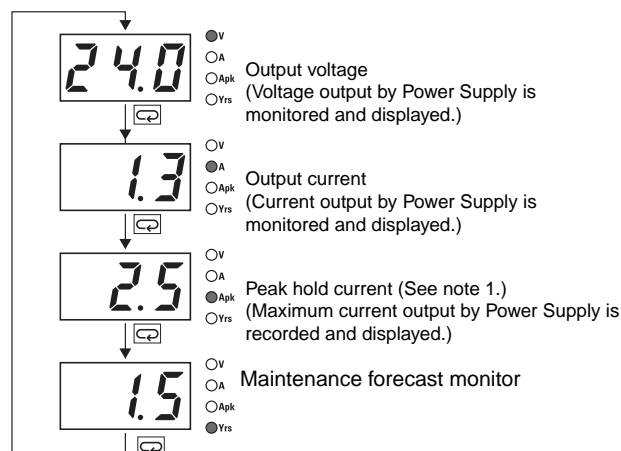 24.0
V
A
Apk
Yrs
Output voltage
(Voltage output by Power Supply is
monitored and displayed.)
1.3
V
A
Apk
Yrs
Output current
(Current output by Power Supply is
monitored and displayed.)
2.5
V
A
Apk
Yrs
Peak hold current (See note 1.)
(Maximum current output by Power Supply is
recorded and displayed.)
1.5
V
A
Apk
Yrs
Maintenance forecast monitor